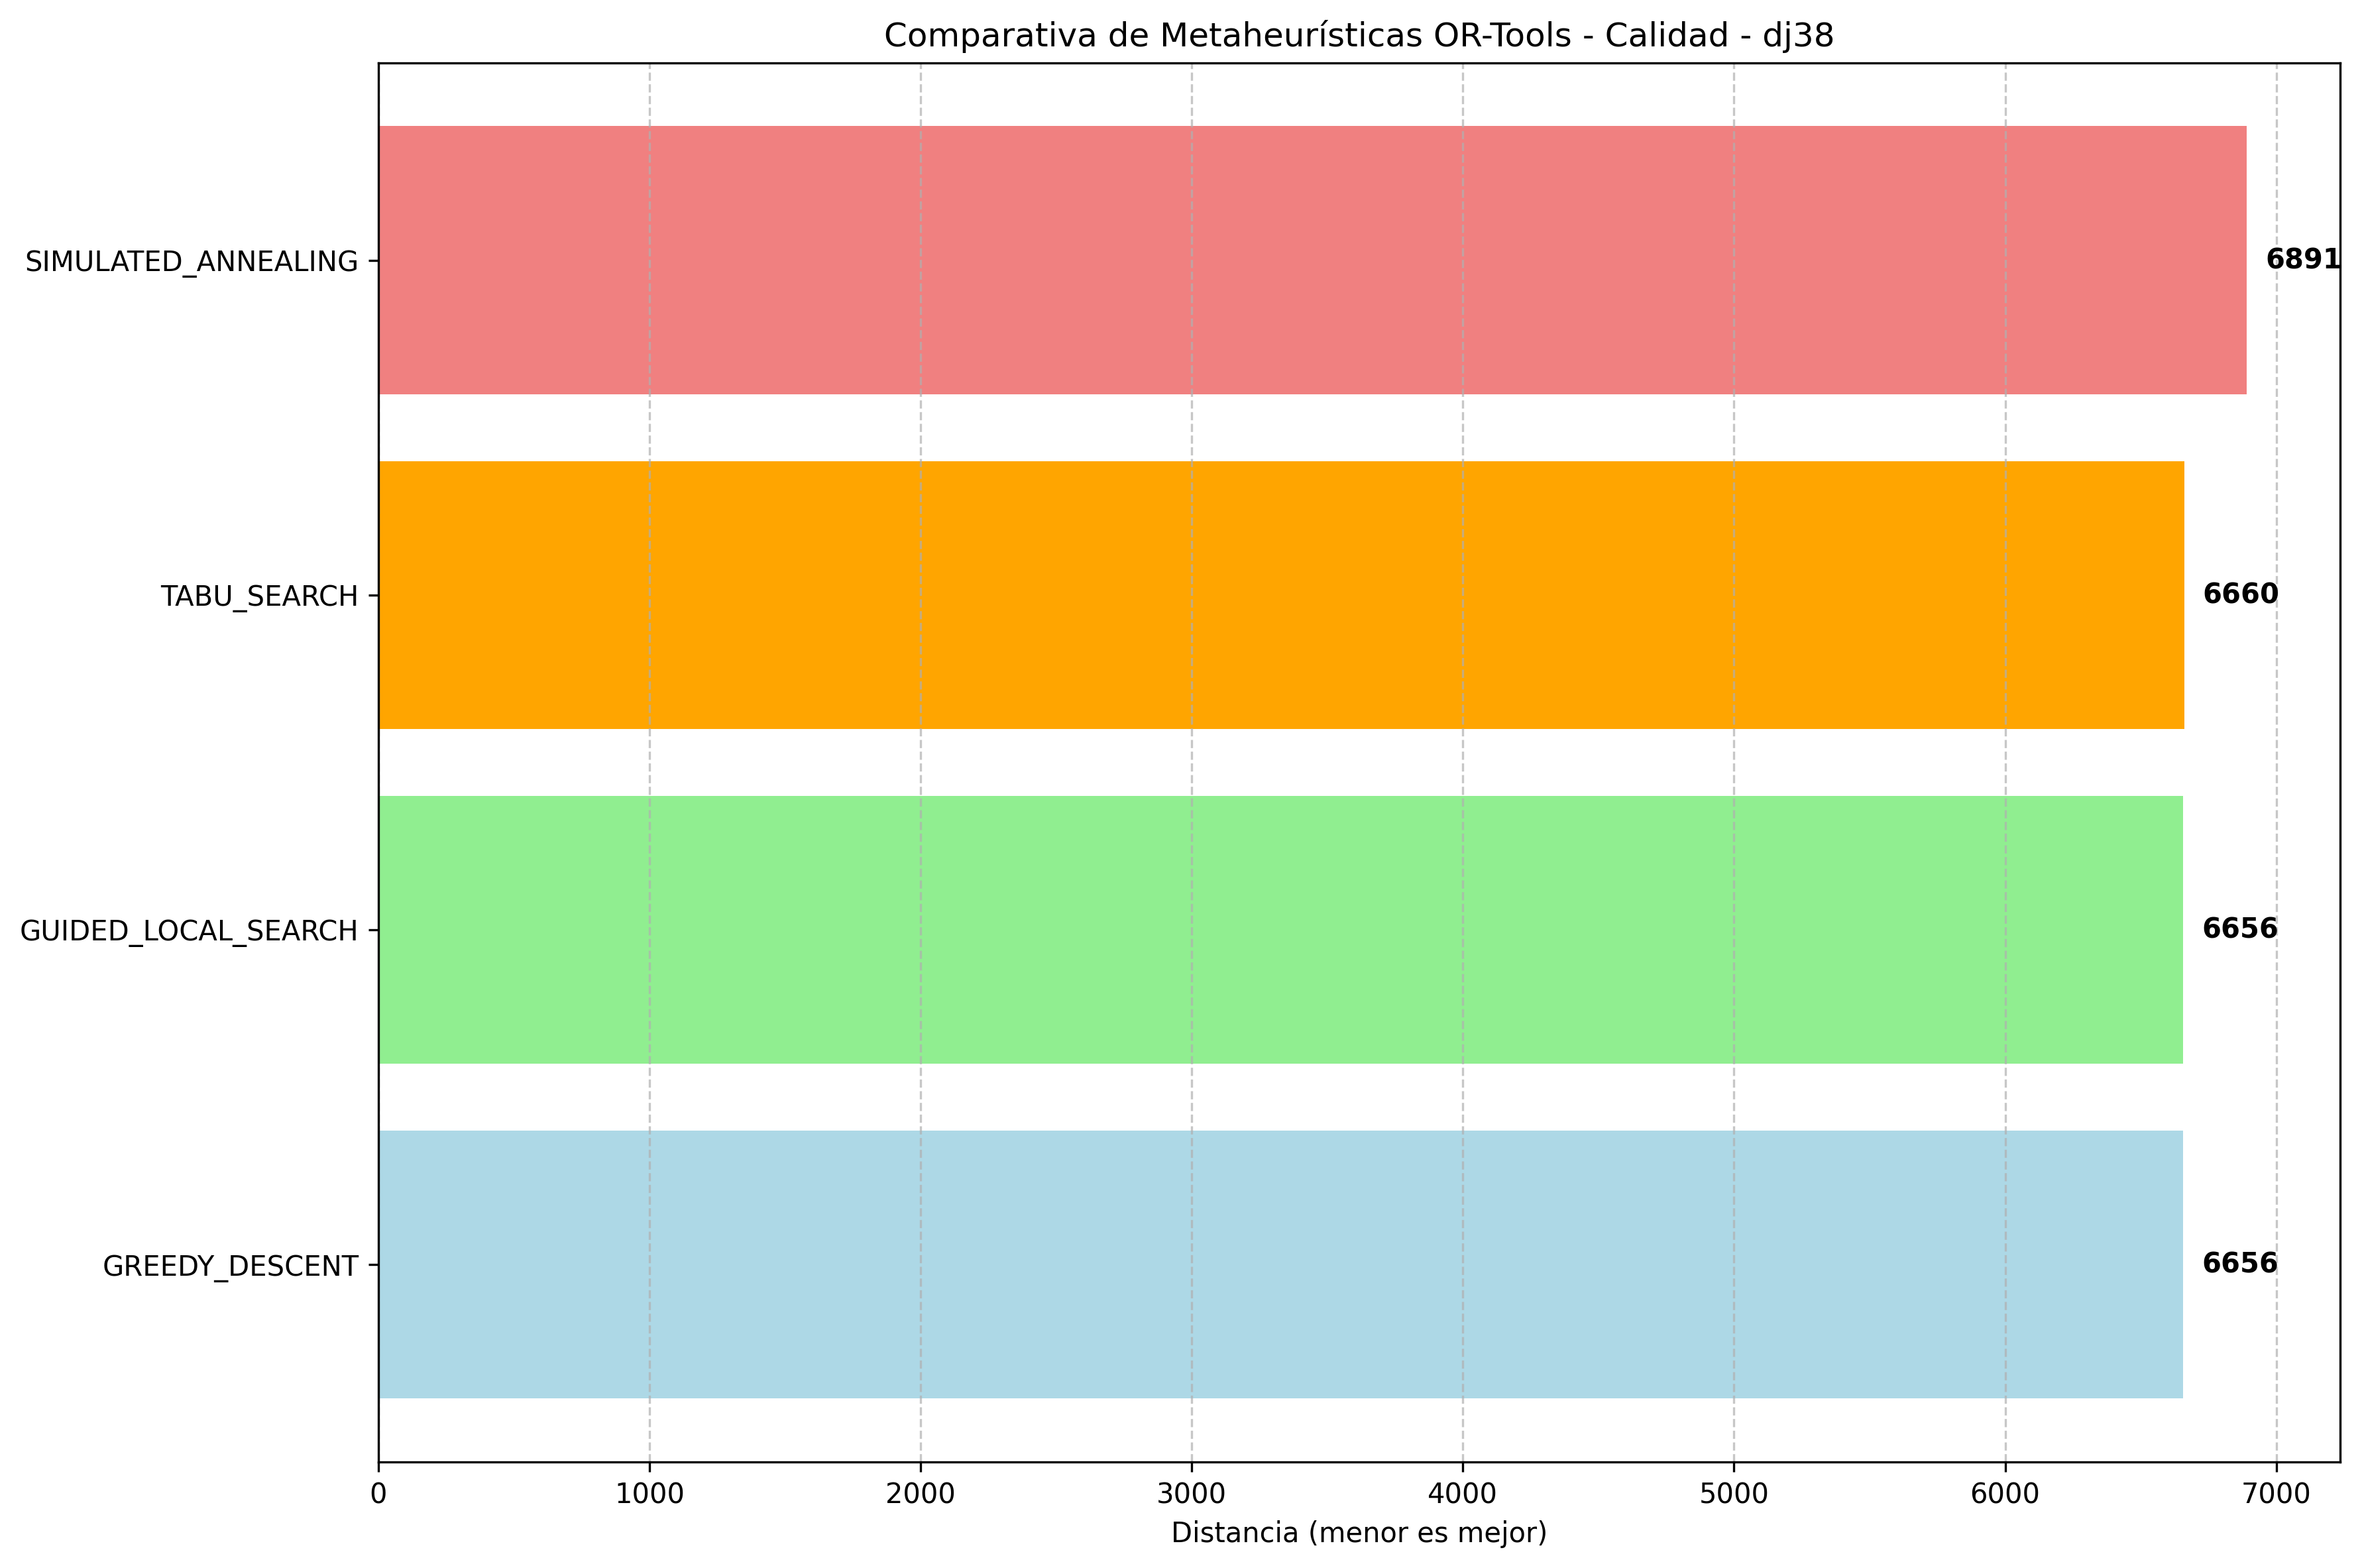 Comparativa de Metaheurísticas OR-Tools - Calidad - dj38
SIMULATED_ANNEALING
6891
TABU_SEARCH
6660
GUIDED_LOCAL_SEARCH
6656
GREEDY_DESCENT
6656
0 1000 2000 3000 4000 5000 6000 7000
Distancia (menor es mejor)